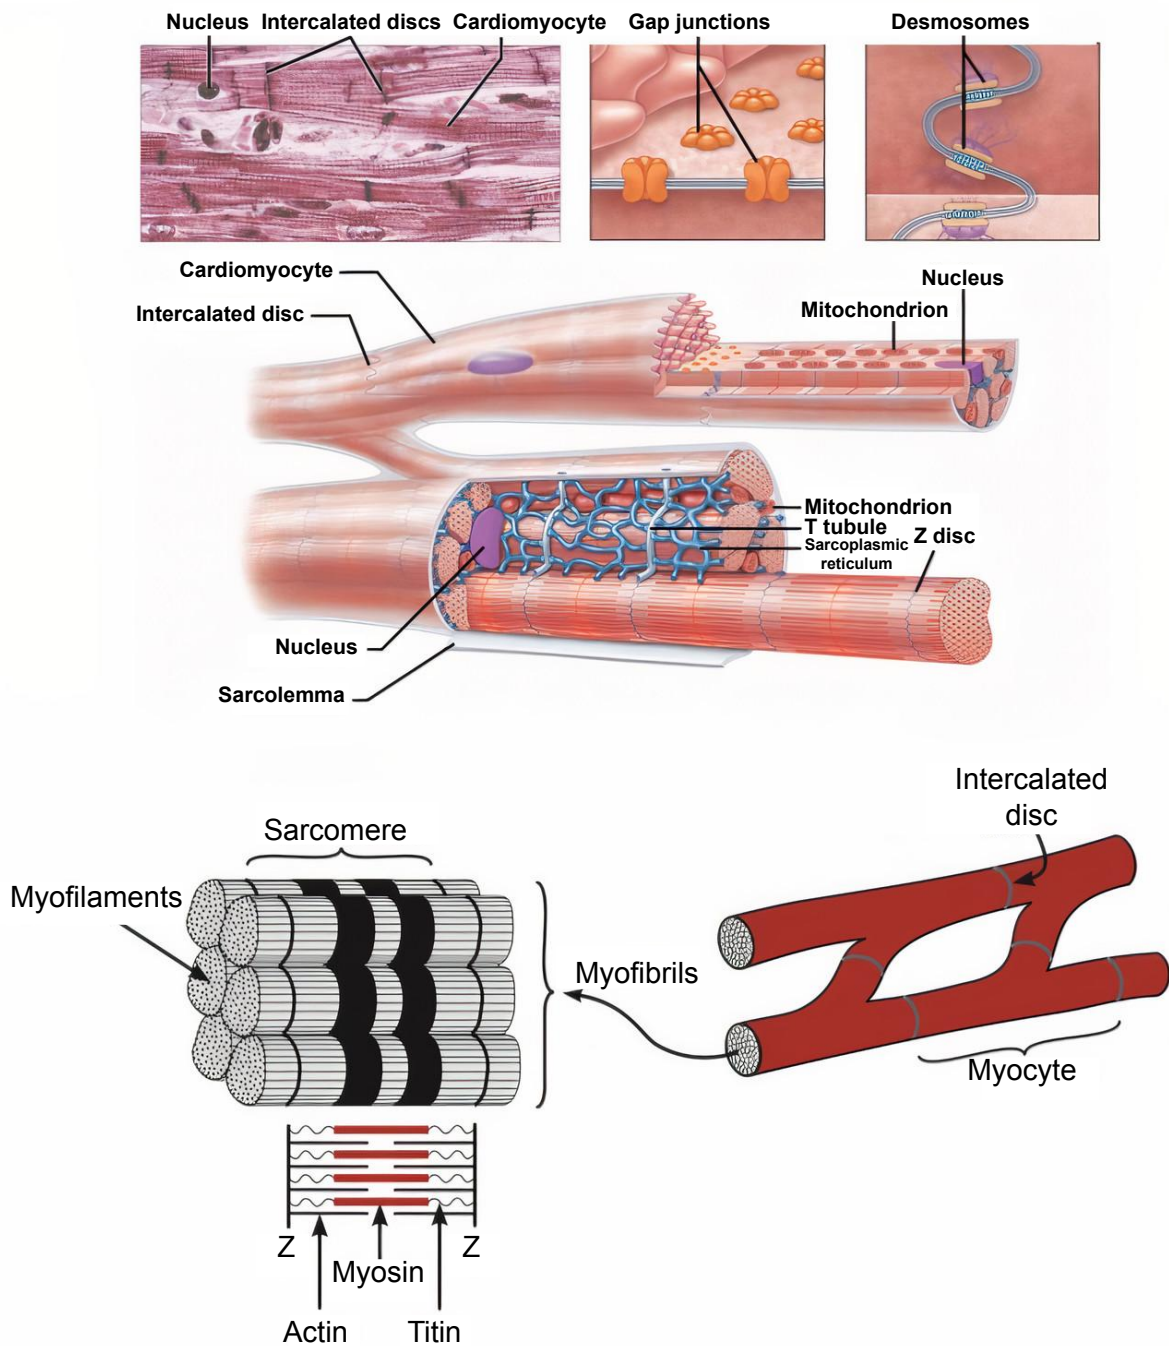 Nucleus
Intercalated discs
Cardiomyocyte
Gap junctions
Desmosomes
Cardiomyocyte
Intercalated disc
Nucleus
Mitochondrion
Mitochondrion
T tubule
Sarcoplasmic
reticulum
Z disc
Nucleus
Sarcolemma
Intercalated
disc
Sarcomere
Myofilaments
Myofibrils
Myocyte
Z
Z
Myosin
Actin
Titin